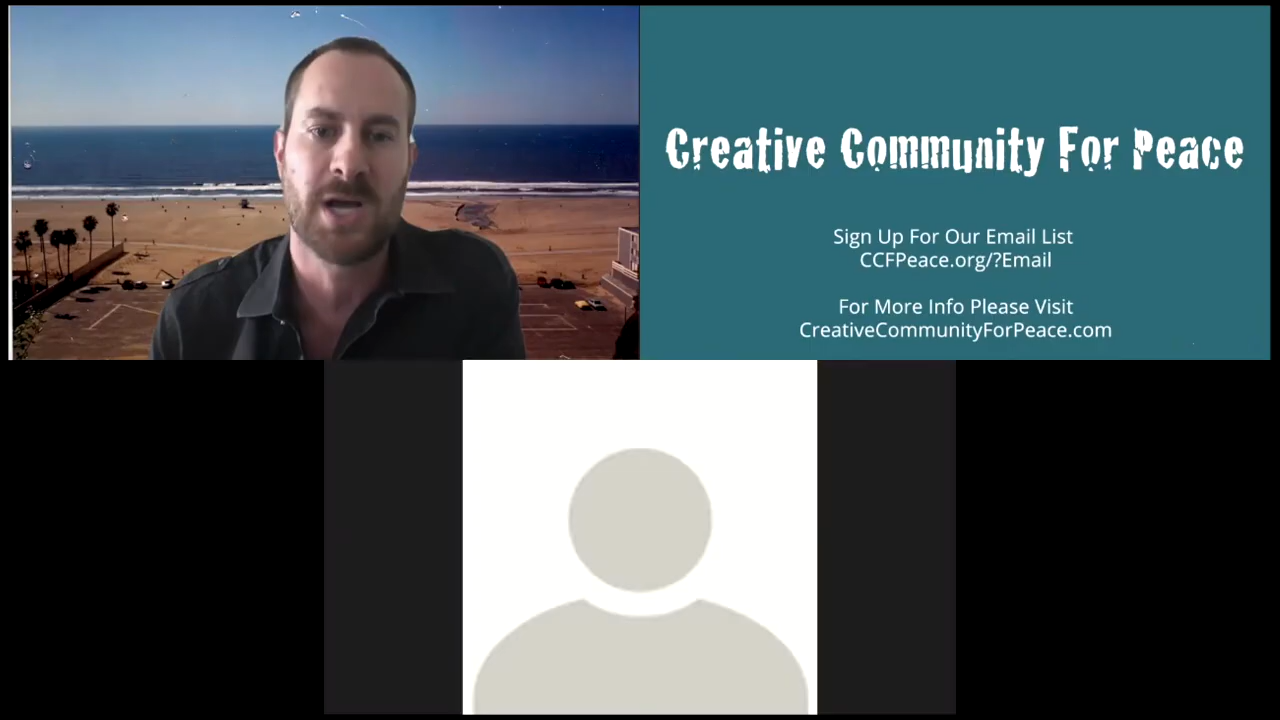 Creative Community For Peace
Sign Up For Our Email List
CCFPeace.org/?Email
For More Info Please Visit
CreativeCommunityForPeace.com